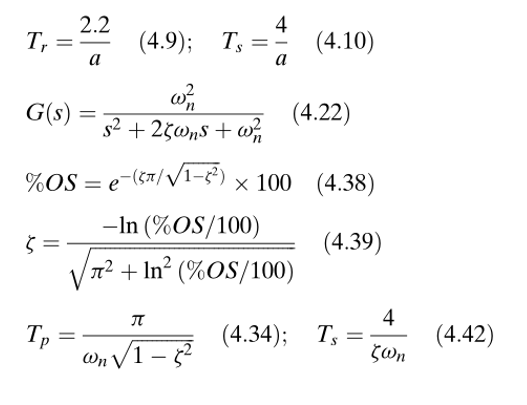 T_r = 2.2/a (4.9); T_s = 4/a (4.10)
G(s) = ω_n^2/(s^2 + 2ζω_n s + ω_n^2) (4.22)
%OS = e^−(ζπ/√(1−ζ^2)) × 100 (4.38)
ζ = −ln (%OS/100)/√(π^2 + ln^2 (%OS/100)) (4.39)
T_p = π/(ω_n √(1 − ζ^2)) (4.34); T_s = 4/(ζω_n) (4.42)